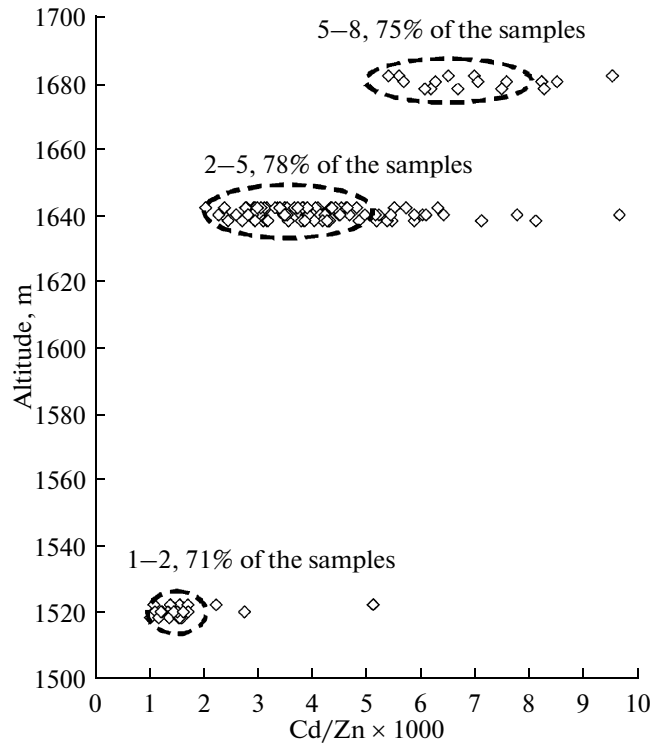 5–8, 75% of the samples
1700
1680
1660
2–5, 78% of the samples
1640
1620
Altitude, m
1600
1580
1560
1540
1–2, 71% of the samples
1520
1500
0 1 2 3 4 5 6 7 8 9 10
Cd/Zn × 1000